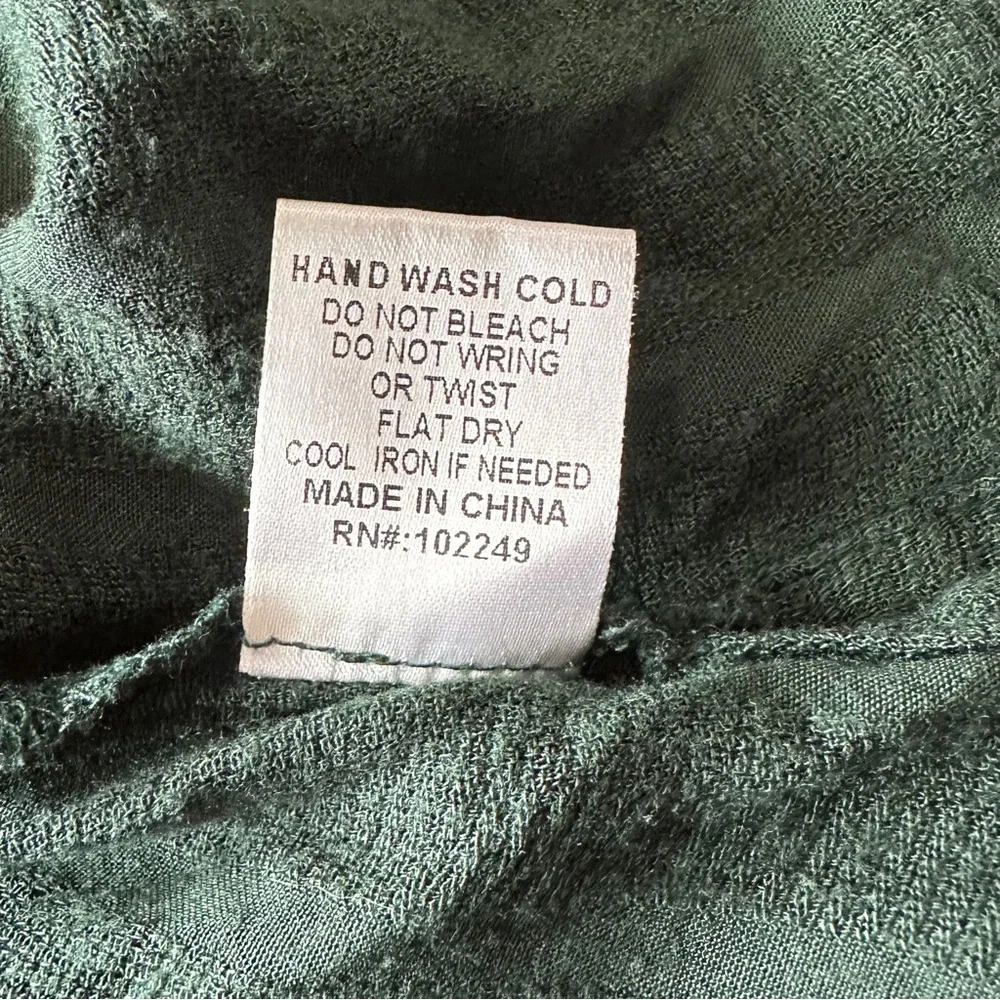 HAND WASH COLD
DO NOT BLEACH
DO NOT WRING
OR TWIST
FLAT DRY
COOL IRON IF NEEDED
MADE IN CHINA
RN#:102249